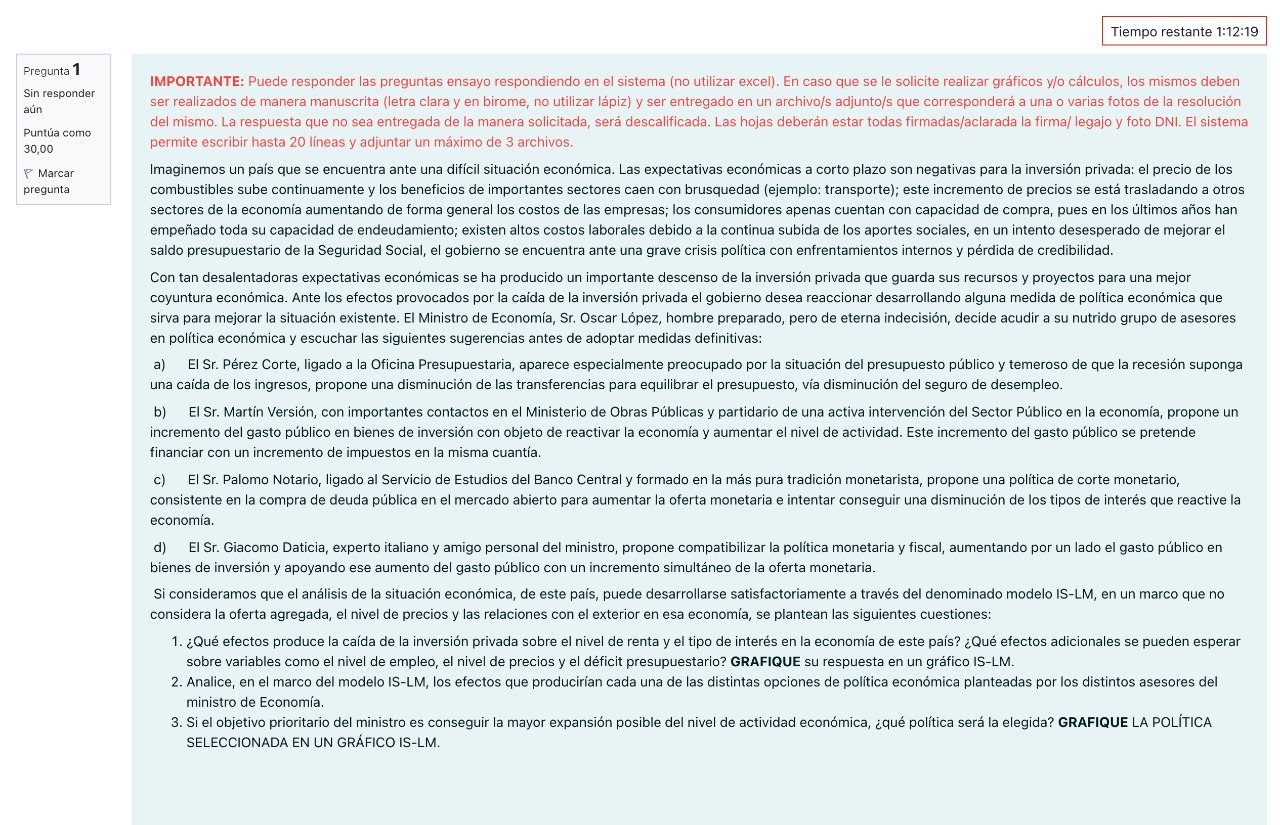 Tiempo restante 1:12:19
Pregunta 1
Sin responder
aún
Puntúa como
30,00
Marcar
pregunta
IMPORTANTE: Puede responder las preguntas ensayo respondiendo en el sistema (no utilizar excel). En caso que se le solicite realizar gráficos y/o cálculos, los mismos deben
ser realizados de manera manuscrita (letra clara y en birome, no utilizar lápiz) y ser entregado en un archivo/s adjunto/s que corresponderá a una o varias fotos de la resolución
del mismo. La respuesta que no sea entregada de la manera solicitada, será descalificada. Las hojas deberán estar todas firmadas/aclarada la firma/ legajo y foto DNI. El sistema
permite escribir hasta 20 líneas y adjuntar un máximo de 3 archivos.
Imaginemos un país que se encuentra ante una difícil situación económica. Las expectativas económicas a corto plazo son negativas para la inversión privada: el precio de los
combustibles sube continuamente y los beneficios de importantes sectores caen con brusquedad (ejemplo: transporte); este incremento de precios se está trasladando a otros
sectores de la economía aumentando de forma general los costos de las empresas; los consumidores apenas cuentan con capacidad de compra, pues en los últimos años han
empeñado toda su capacidad de endeudamiento; existen altos costos laborales debido a la continua subida de los aportes sociales, en un intento desesperado de mejorar el
saldo presupuestario de la Seguridad Social, el gobierno se encuentra ante una grave crisis política con enfrentamientos internos y pérdida de credibilidad.
Con tan desalentadoras expectativas económicas se ha producido un importante descenso de la inversión privada que guarda sus recursos y proyectos para una mejor
coyuntura económica. Ante los efectos provocados por la caída de la inversión privada el gobierno desea reaccionar desarrollando alguna medida de política económica que
sirva para mejorar la situación existente. El Ministro de Economía, Sr. Oscar López, hombre preparado, pero de eterna indecisión, decide acudir a su nutrido grupo de asesores
en política económica y escuchar las siguientes sugerencias antes de adoptar medidas definitivas:
a) El Sr. Pérez Corte, ligado a la Oficina Presupuestaria, aparece especialmente preocupado por la situación del presupuesto público y temeroso de que la recesión suponga
una caída de los ingresos, propone una disminución de las transferencias para equilibrar el presupuesto, vía disminución del seguro de desempleo.
b) El Sr. Martín Versión, con importantes contactos en el Ministerio de Obras Públicas y partidario de una activa intervención del Sector Público en la economía, propone un
incremento del gasto público en bienes de inversión con objeto de reactivar la economía y aumentar el nivel de actividad. Este incremento del gasto público se pretende
financiar con un incremento de impuestos en la misma cuantía.
c) El Sr. Palomo Notario, ligado al Servicio de Estudios del Banco Central y formado en la más pura tradición monetarista, propone una política de corte monetario,
consistente en la compra de deuda pública en el mercado abierto para aumentar la oferta monetaria e intentar conseguir una disminución de los tipos de interés que reactive la
economía.
d) El Sr. Giacomo Daticia, experto italiano y amigo personal del ministro, propone compatibilizar la política monetaria y fiscal, aumentando por un lado el gasto público en
bienes de inversión y apoyando ese aumento del gasto público con un incremento simultáneo de la oferta monetaria.
Si consideramos que el análisis de la situación económica, de este país, puede desarrollarse satisfactoriamente a través del denominado modelo IS-LM, en un marco que no
considera la oferta agregada, el nivel de precios y las relaciones con el exterior en esa economía, se plantean las siguientes cuestiones:
1. ¿Qué efectos produce la caída de la inversión privada sobre el nivel de renta y el tipo de interés en la economía de este país? ¿Qué efectos adicionales se pueden esperar
sobre variables como el nivel de empleo, el nivel de precios y el déficit presupuestario? GRAFIQUE su respuesta en un gráfico IS-LM.
2. Analice, en el marco del modelo IS-LM, los efectos que producirían cada una de las distintas opciones de política económica planteadas por los distintos asesores del
ministro de Economía.
3. Si el objetivo prioritario del ministro es conseguir la mayor expansión posible del nivel de actividad económica, ¿qué política será la elegida? GRAFIQUE LA POLÍTICA
SELECCIONADA EN UN GRÁFICO IS-LM.